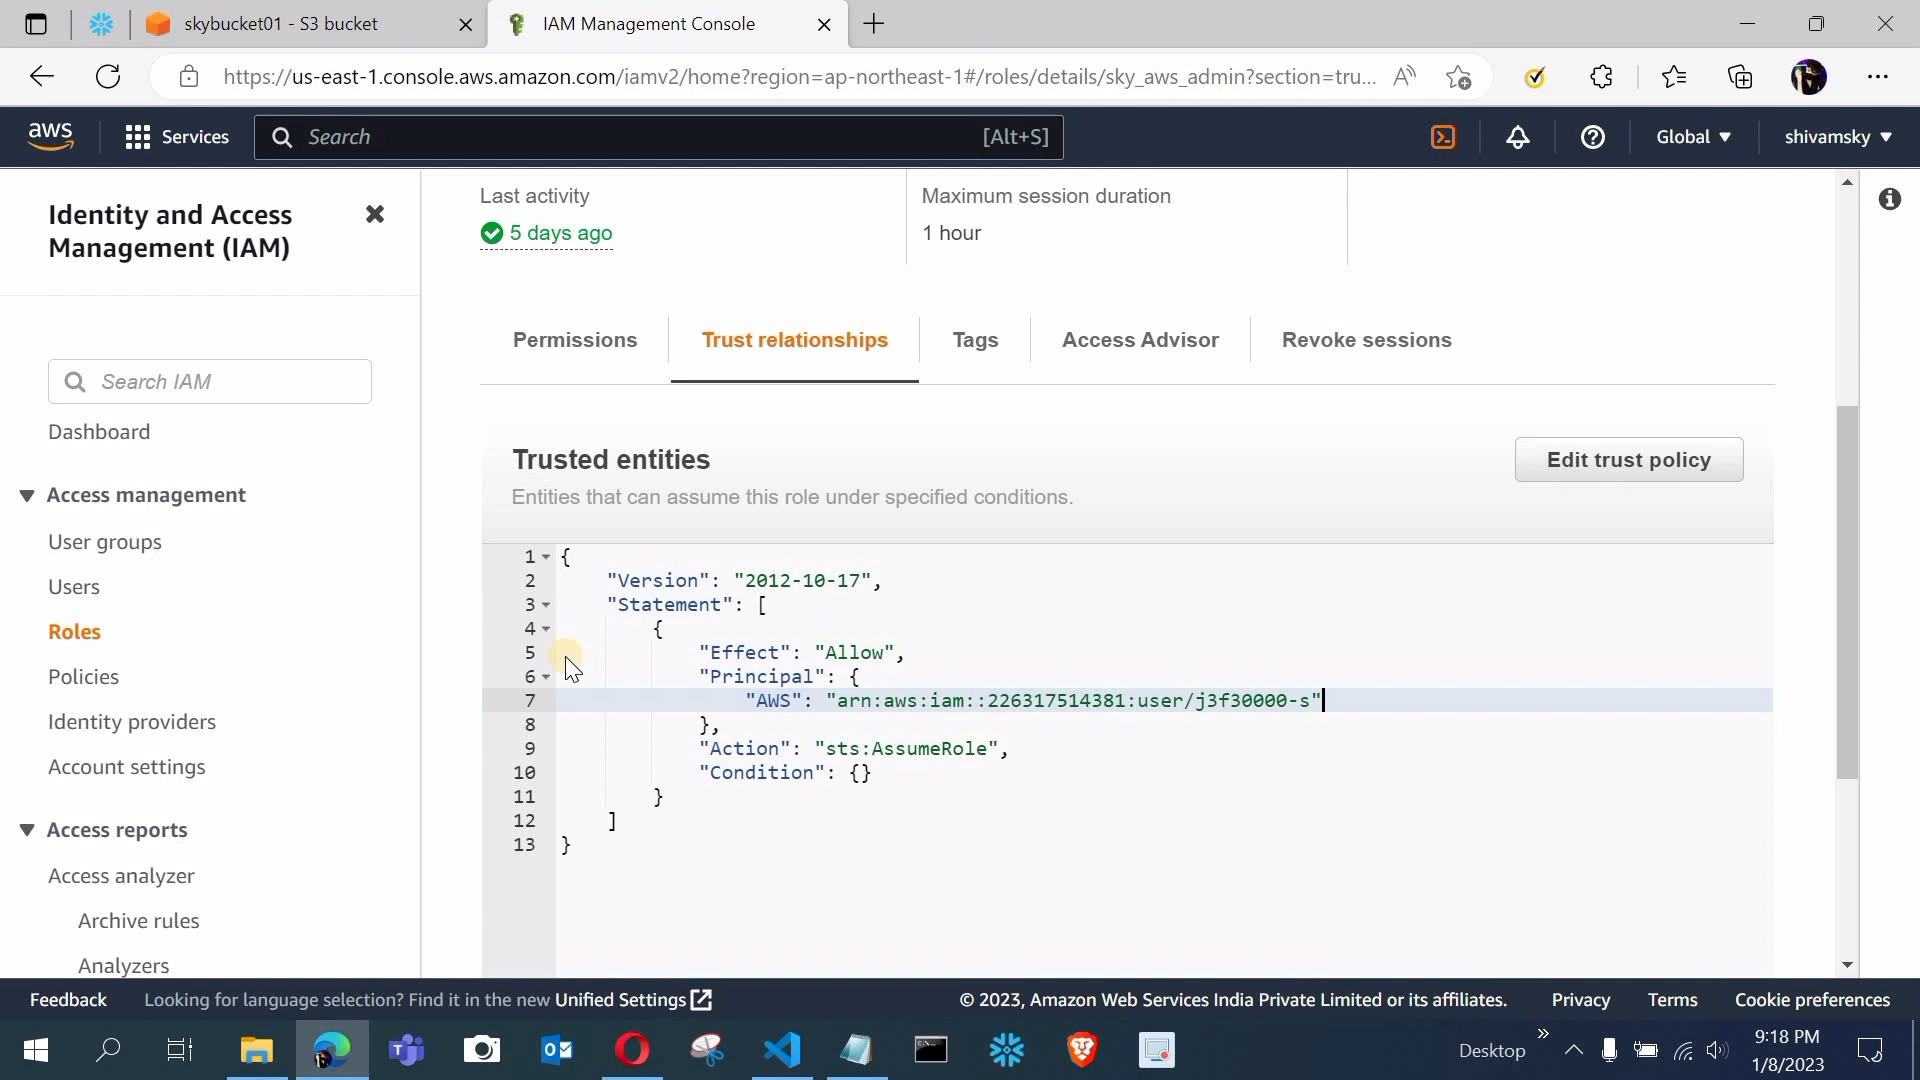 skybucket01 - S3 bucket
IAM Management Console
https://us-east-1.console.aws.amazon.com/iamv2/home?region=ap-northeast-1#/roles/details/sky_aws_admin?section=tru...
aws
Services
Search
[Alt+S]
Global
shivamsky
Identity and Access
Management (IAM)
Search IAM
Dashboard
Access management
User groups
Users
Roles
Policies
Identity providers
Account settings
Access reports
Access analyzer
Archive rules
Analyzers
Last activity
Maximum session duration
5 days ago
1 hour
Permissions
Trust relationships
Tags
Access Advisor
Revoke sessions
Trusted entities
Edit trust policy
Entities that can assume this role under specified conditions.
1 {
2 "Version": "2012-10-17",
3 "Statement": [
4 {
5 "Effect": "Allow",
6 "Principal": {
7 "AWS": "arn:aws:iam::226317514381:user/j3f30000-s"
8 },
9 "Action": "sts:AssumeRole",
10 "Condition": {}
11 }
12 ]
13 }
Feedback
Looking for language selection? Find it in the new Unified Settings
© 2023, Amazon Web Services India Private Limited or its affiliates.
Privacy
Terms
Cookie preferences
Desktop
9:18 PM
1/8/2023